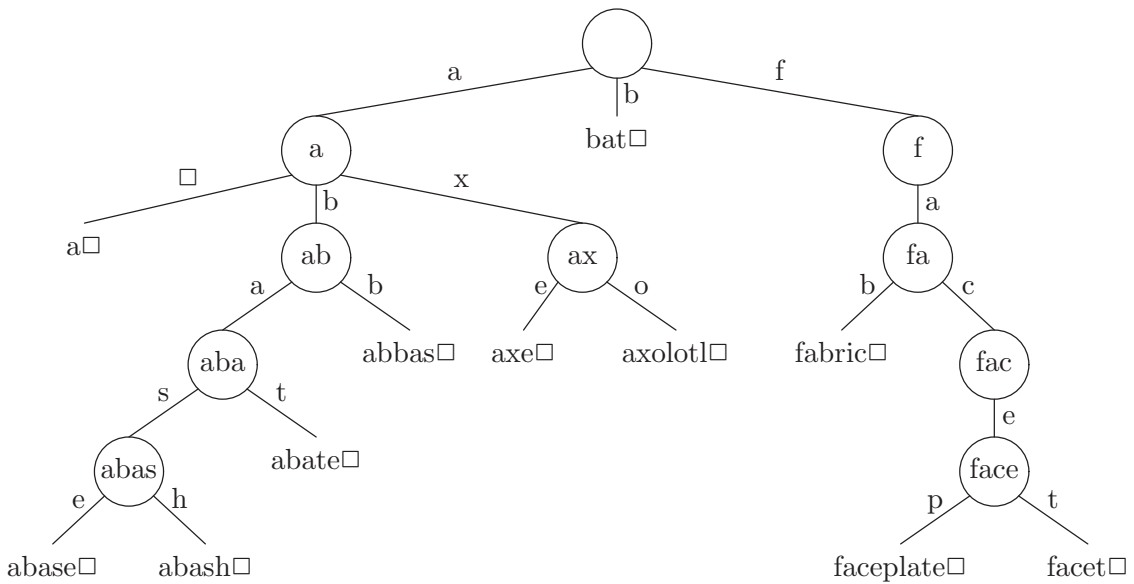 a f
b
bat□
a f
□ x
b a
a□
ab ax fa
a b e o b c
aba abbas□ axe□ axolotl□ fabric□ fac
s t e
abate□
abas face
e h p t
abase□ abash□ faceplate□ facet□